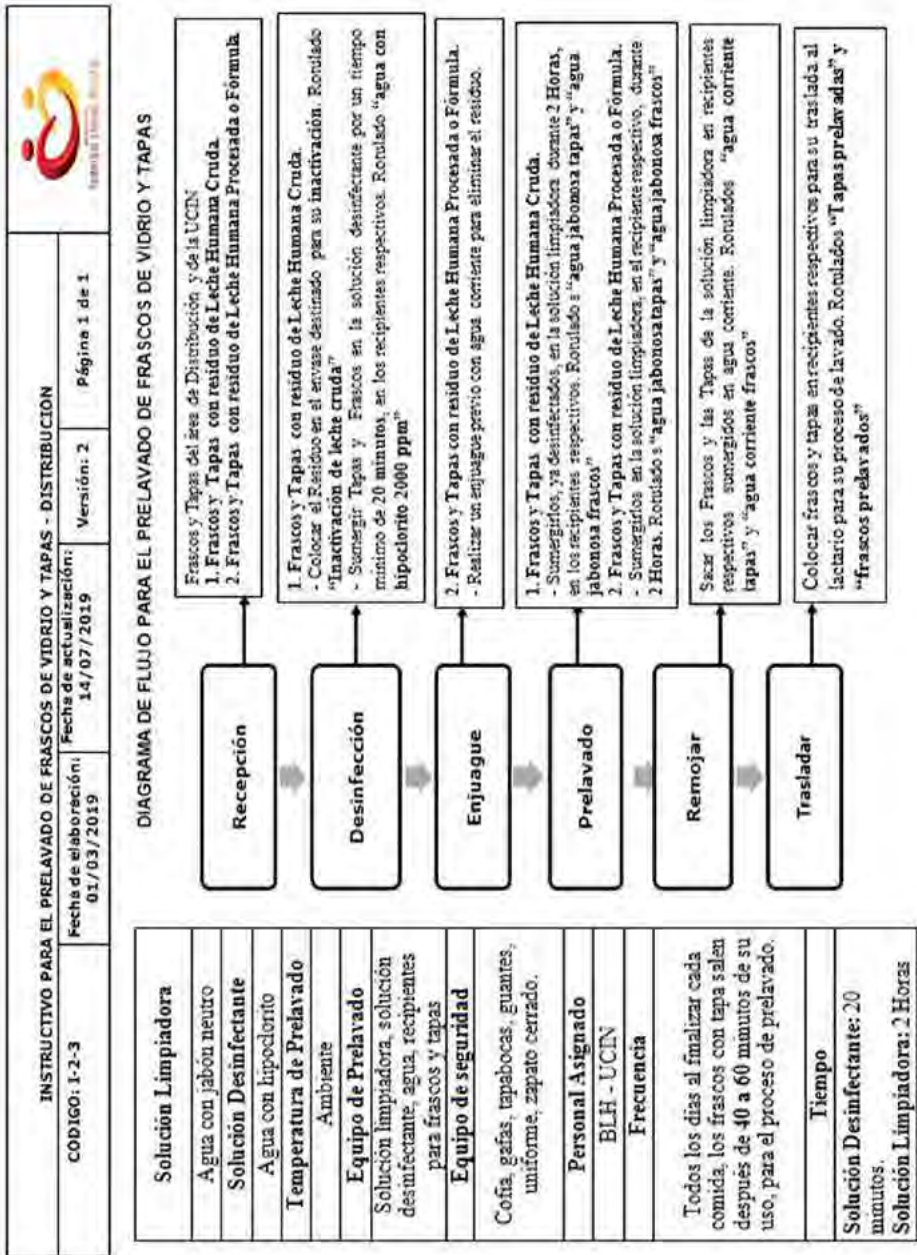 INSTRUCTIVO PARA EL PRELAVADO DE FRASCOS DE VIDRIO Y TAPAS - DISTRIBUCION
CODIGO: I-2-3
Fecha de elaboración:
01/03/2019
Fecha de actualización:
14/07/2019
Versión: 2
Página 1 de 1
DIAGRAMA DE FLUJO PARA EL PRELAVADO DE FRASCOS DE VIDRIO Y TAPAS
Solución Limpiadora
Agua con jabón neutro
Solución Desinfectante
Agua con hipoclorito
Temperatura de Prelavado
Ambiente
Equipo de Prelavado
Solución limpiadora, solución
desinfectante, agua, recipientes
para frascos y tapas
Equipo de seguridad
Cofia, gafas, tapabocas, guantes,
uniforme, zapato cerrado.
Personal Asignado
BLH - UCIN
Frecuencia
Todos los días al finalizar cada
comida, los frascos con tapa salen
después de 40 a 60 minutos de su
uso, para el proceso de prelavado.
Tiempo
Solución Desinfectante: 20
minutos.
Solución Limpiadora: 2 Horas
Recepción
Frascos y Tapas del área de Distribución y de la UCIN
1. Frascos y Tapas con residuo de Leche Humana Cruda.
2. Frascos y Tapas con residuo de Leche Humana Procesada o Fórmula.
Desinfección
1. Frascos y Tapas con residuo de Leche Humana Cruda.
- Colocar el Residuo en el envase destinado para su inactivación. Rotulado
“Inactivación de leche cruda”
- Sumergir Tapas y Frascos en la solución desinfectante por un tiempo
mínimo de 20 minutos, en los recipientes respectivos. Rotulado “agua con
hipoclorito 2000 ppm”
Enjuague
2. Frascos y Tapas con residuo de Leche Humana Procesada o Fórmula.
- Realizar un enjuague previo con agua corriente para eliminar el residuo.
Prelavado
1. Frascos y Tapas con residuo de Leche Humana Cruda.
- Sumergirlos, ya desinfectados, en la solución limpiadora durante 2 Horas,
en los recipientes respectivos. Rotulado s “agua jabonosa tapas” y “agua
jabonosa frascos”
2. Frascos y Tapas con residuo de Leche Humana Procesada o Fórmula.
- Sumergirlos en la solución limpiadora, en el recipiente respectivo, durante
2 Horas. Rotulado s “agua jabonosa tapas” y “agua jabonosa frascos”
Remojar
Sacar los Frascos y las Tapas de la solución limpiadora en recipientes
respectivos sumergidos en agua corriente. Rotulados “agua corriente
tapas” y “agua corriente frascos”
Trasladar
Colocar frascos y tapas en recipientes respectivos para su traslada al
lactario para su proceso de lavado. Rotulados “Tapas prelavadas” y
“frascos prelavados”